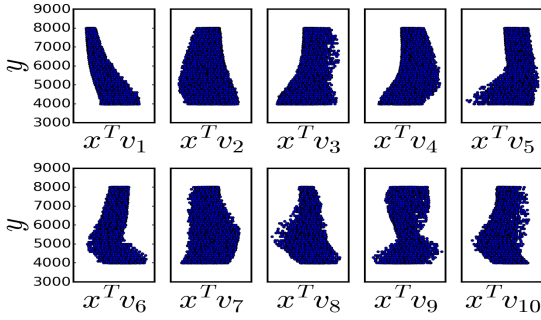 9000
8000
7000
6000
5000
4000
3000
y
x^T v_1
x^T v_2
x^T v_3
x^T v_4
x^T v_5
9000
8000
7000
6000
5000
4000
3000
y
x^T v_6
x^T v_7
x^T v_8
x^T v_9
x^T v_10